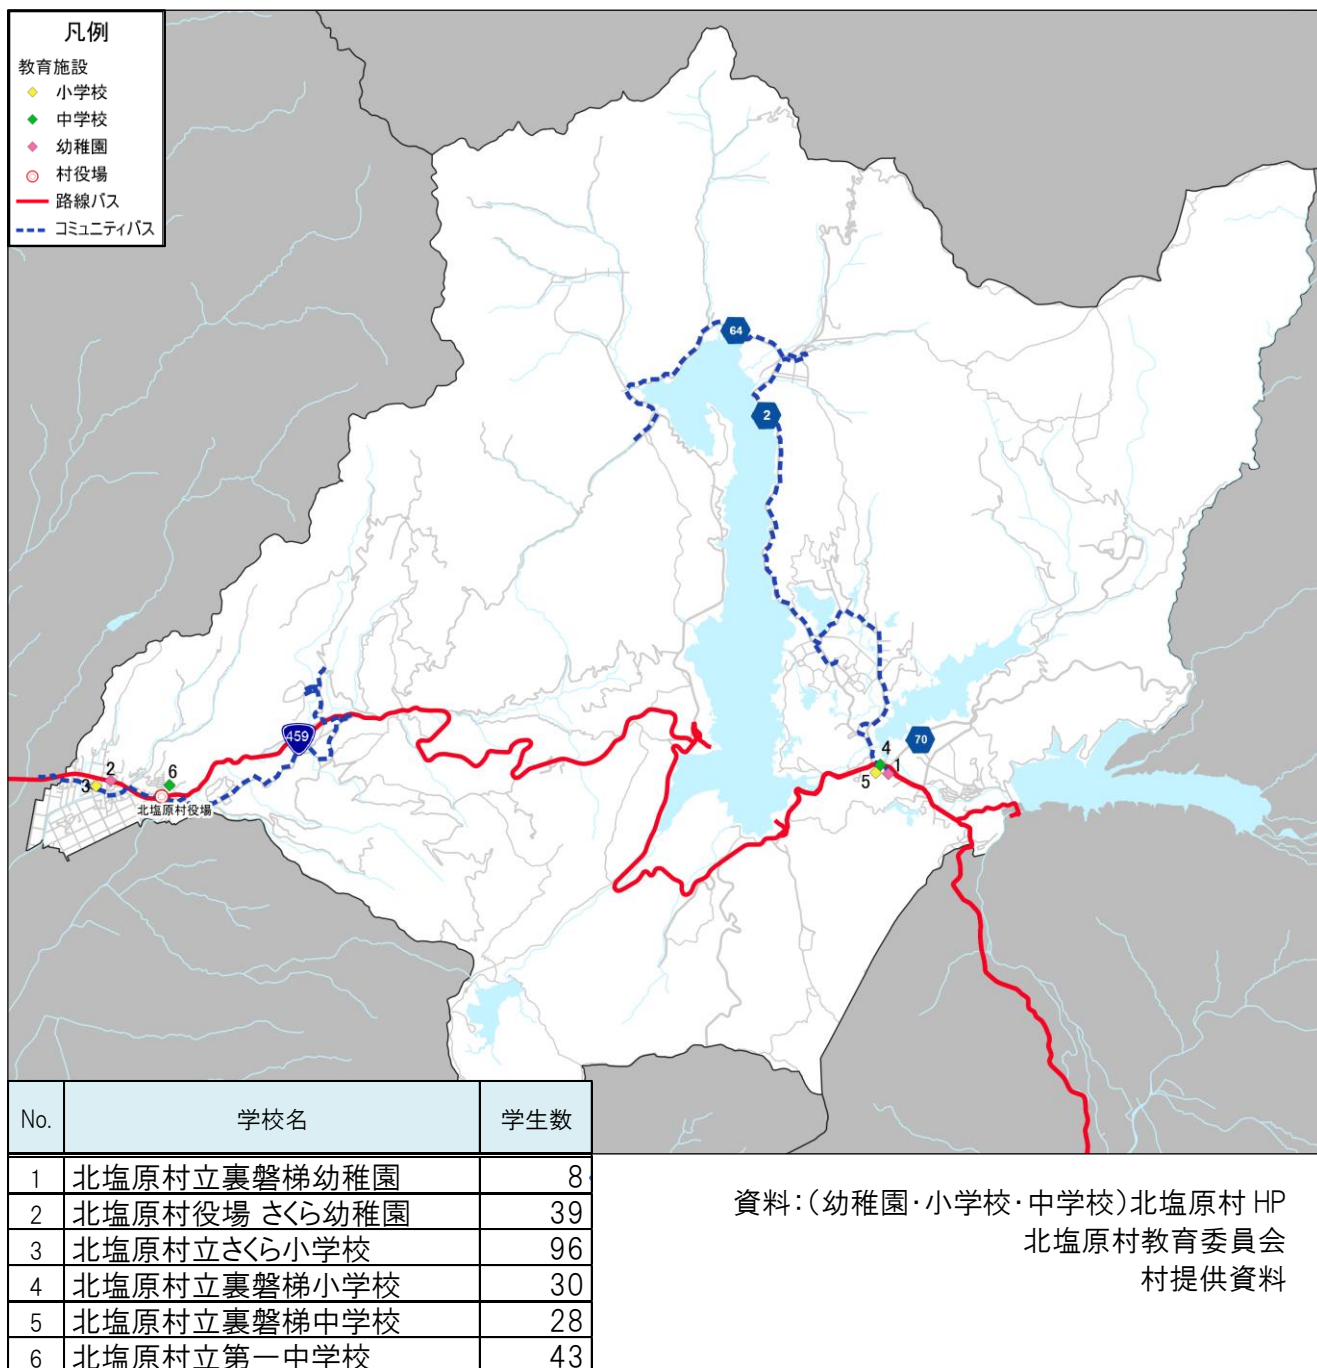 凡例
教育施設
小学校
中学校
幼稚園
村役場
路線バス
コミュニティバス
64
2
459
70
4
1
5
2
3
6
北塩原村役場
No. 学校名 学生数
1 北塩原村立裏磐梯幼稚園 8
2 北塩原村役場 さくら幼稚園 39
3 北塩原村立さくら小学校 96
4 北塩原村立裏磐梯小学校 30
5 北塩原村立裏磐梯中学校 28
6 北塩原村立第一中学校 43
資料：（幼稚園・小学校・中学校）北塩原村 HP
北塩原村教育委員会
村提供資料